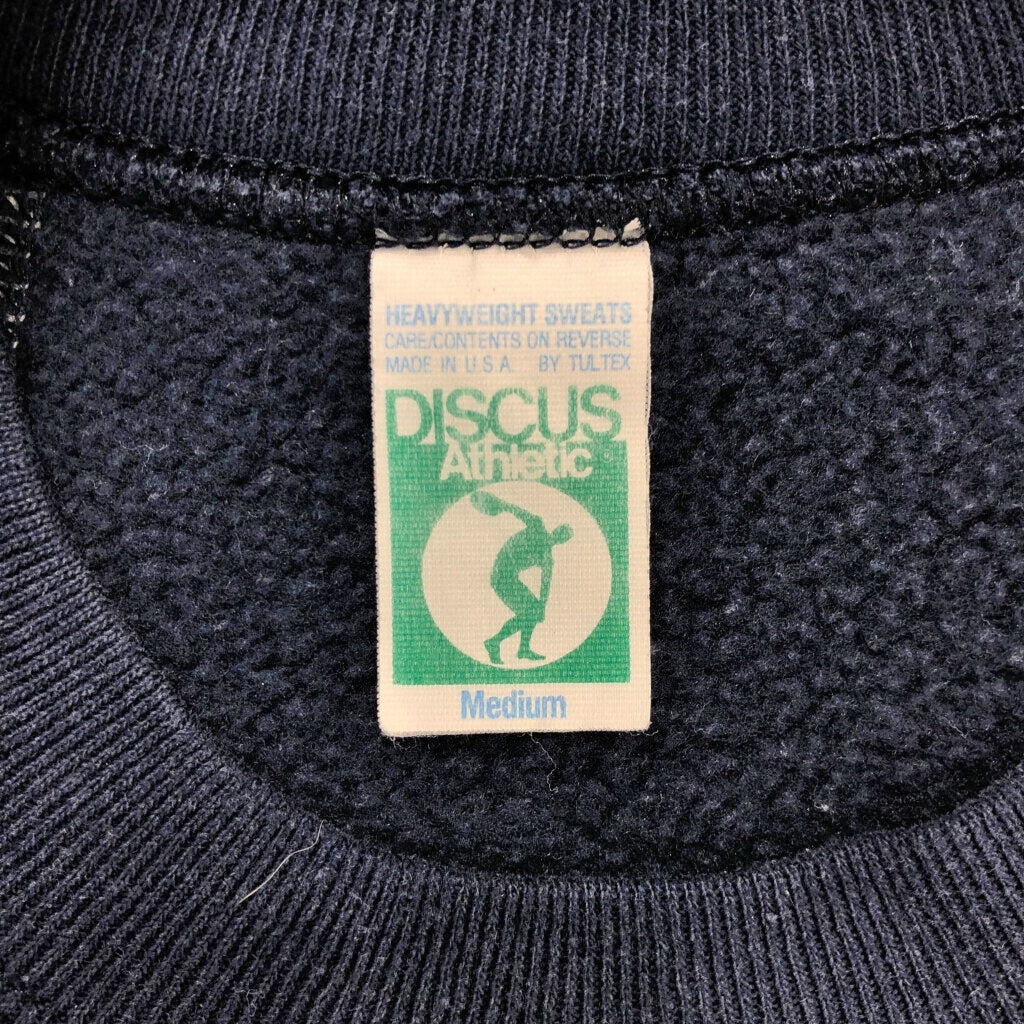 HEAVYWEIGHT SWEATS
CARE/CONTENTS ON REVERSE
MADE IN U.S.A. BY TULTEX
DISCUS
Athletic®
Medium